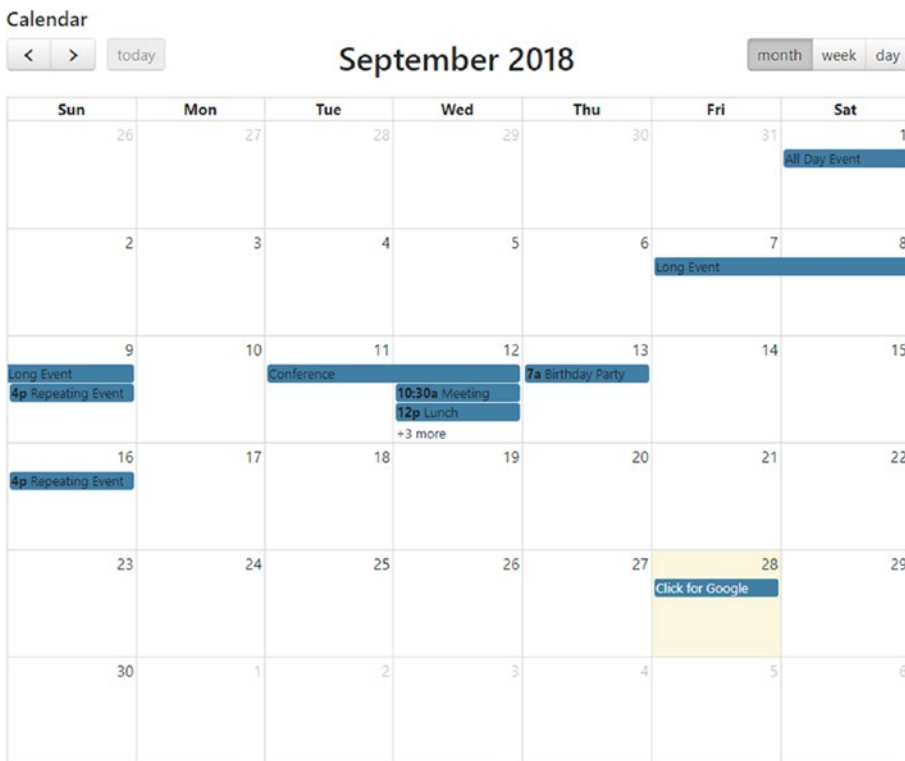 Calendar
< > today September 2018 month week day
Sun Mon Tue Wed Thu Fri Sat
26 27 28 29 30 31 1
All Day Event
2 3 4 5 6 7 8
Long Event
9 10 11 12 13 14 15
Long Event Conference 7a Birthday Party
4p Repeating Event 10:30a Meeting
12p Lunch
+3 more
16 17 18 19 20 21 22
4p Repeating Event
23 24 25 26 27 28 29
Click for Google
30 1 2 3 4 5 6